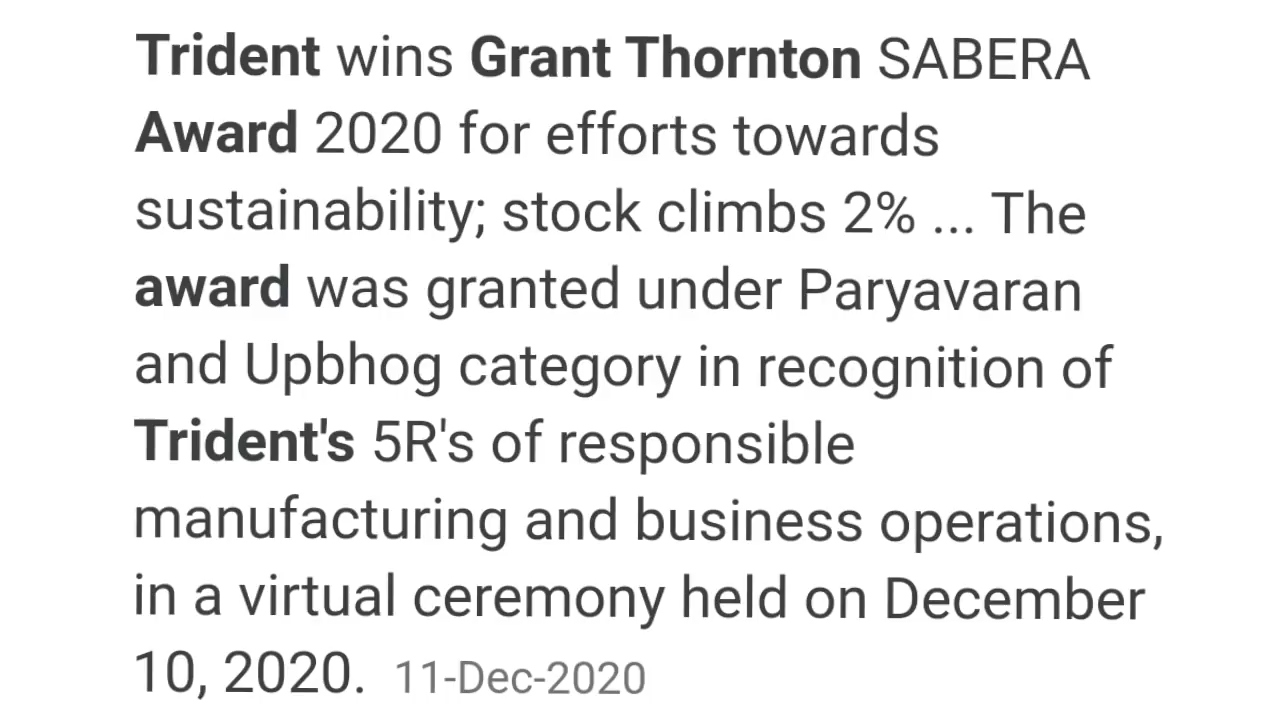 Trident wins Grant Thornton SABERA
Award 2020 for efforts towards
sustainability; stock climbs 2% ... The
award was granted under Paryavaran
and Upbhog category in recognition of
Trident's 5R's of responsible
manufacturing and business operations,
in a virtual ceremony held on December
10, 2020. 11-Dec-2020